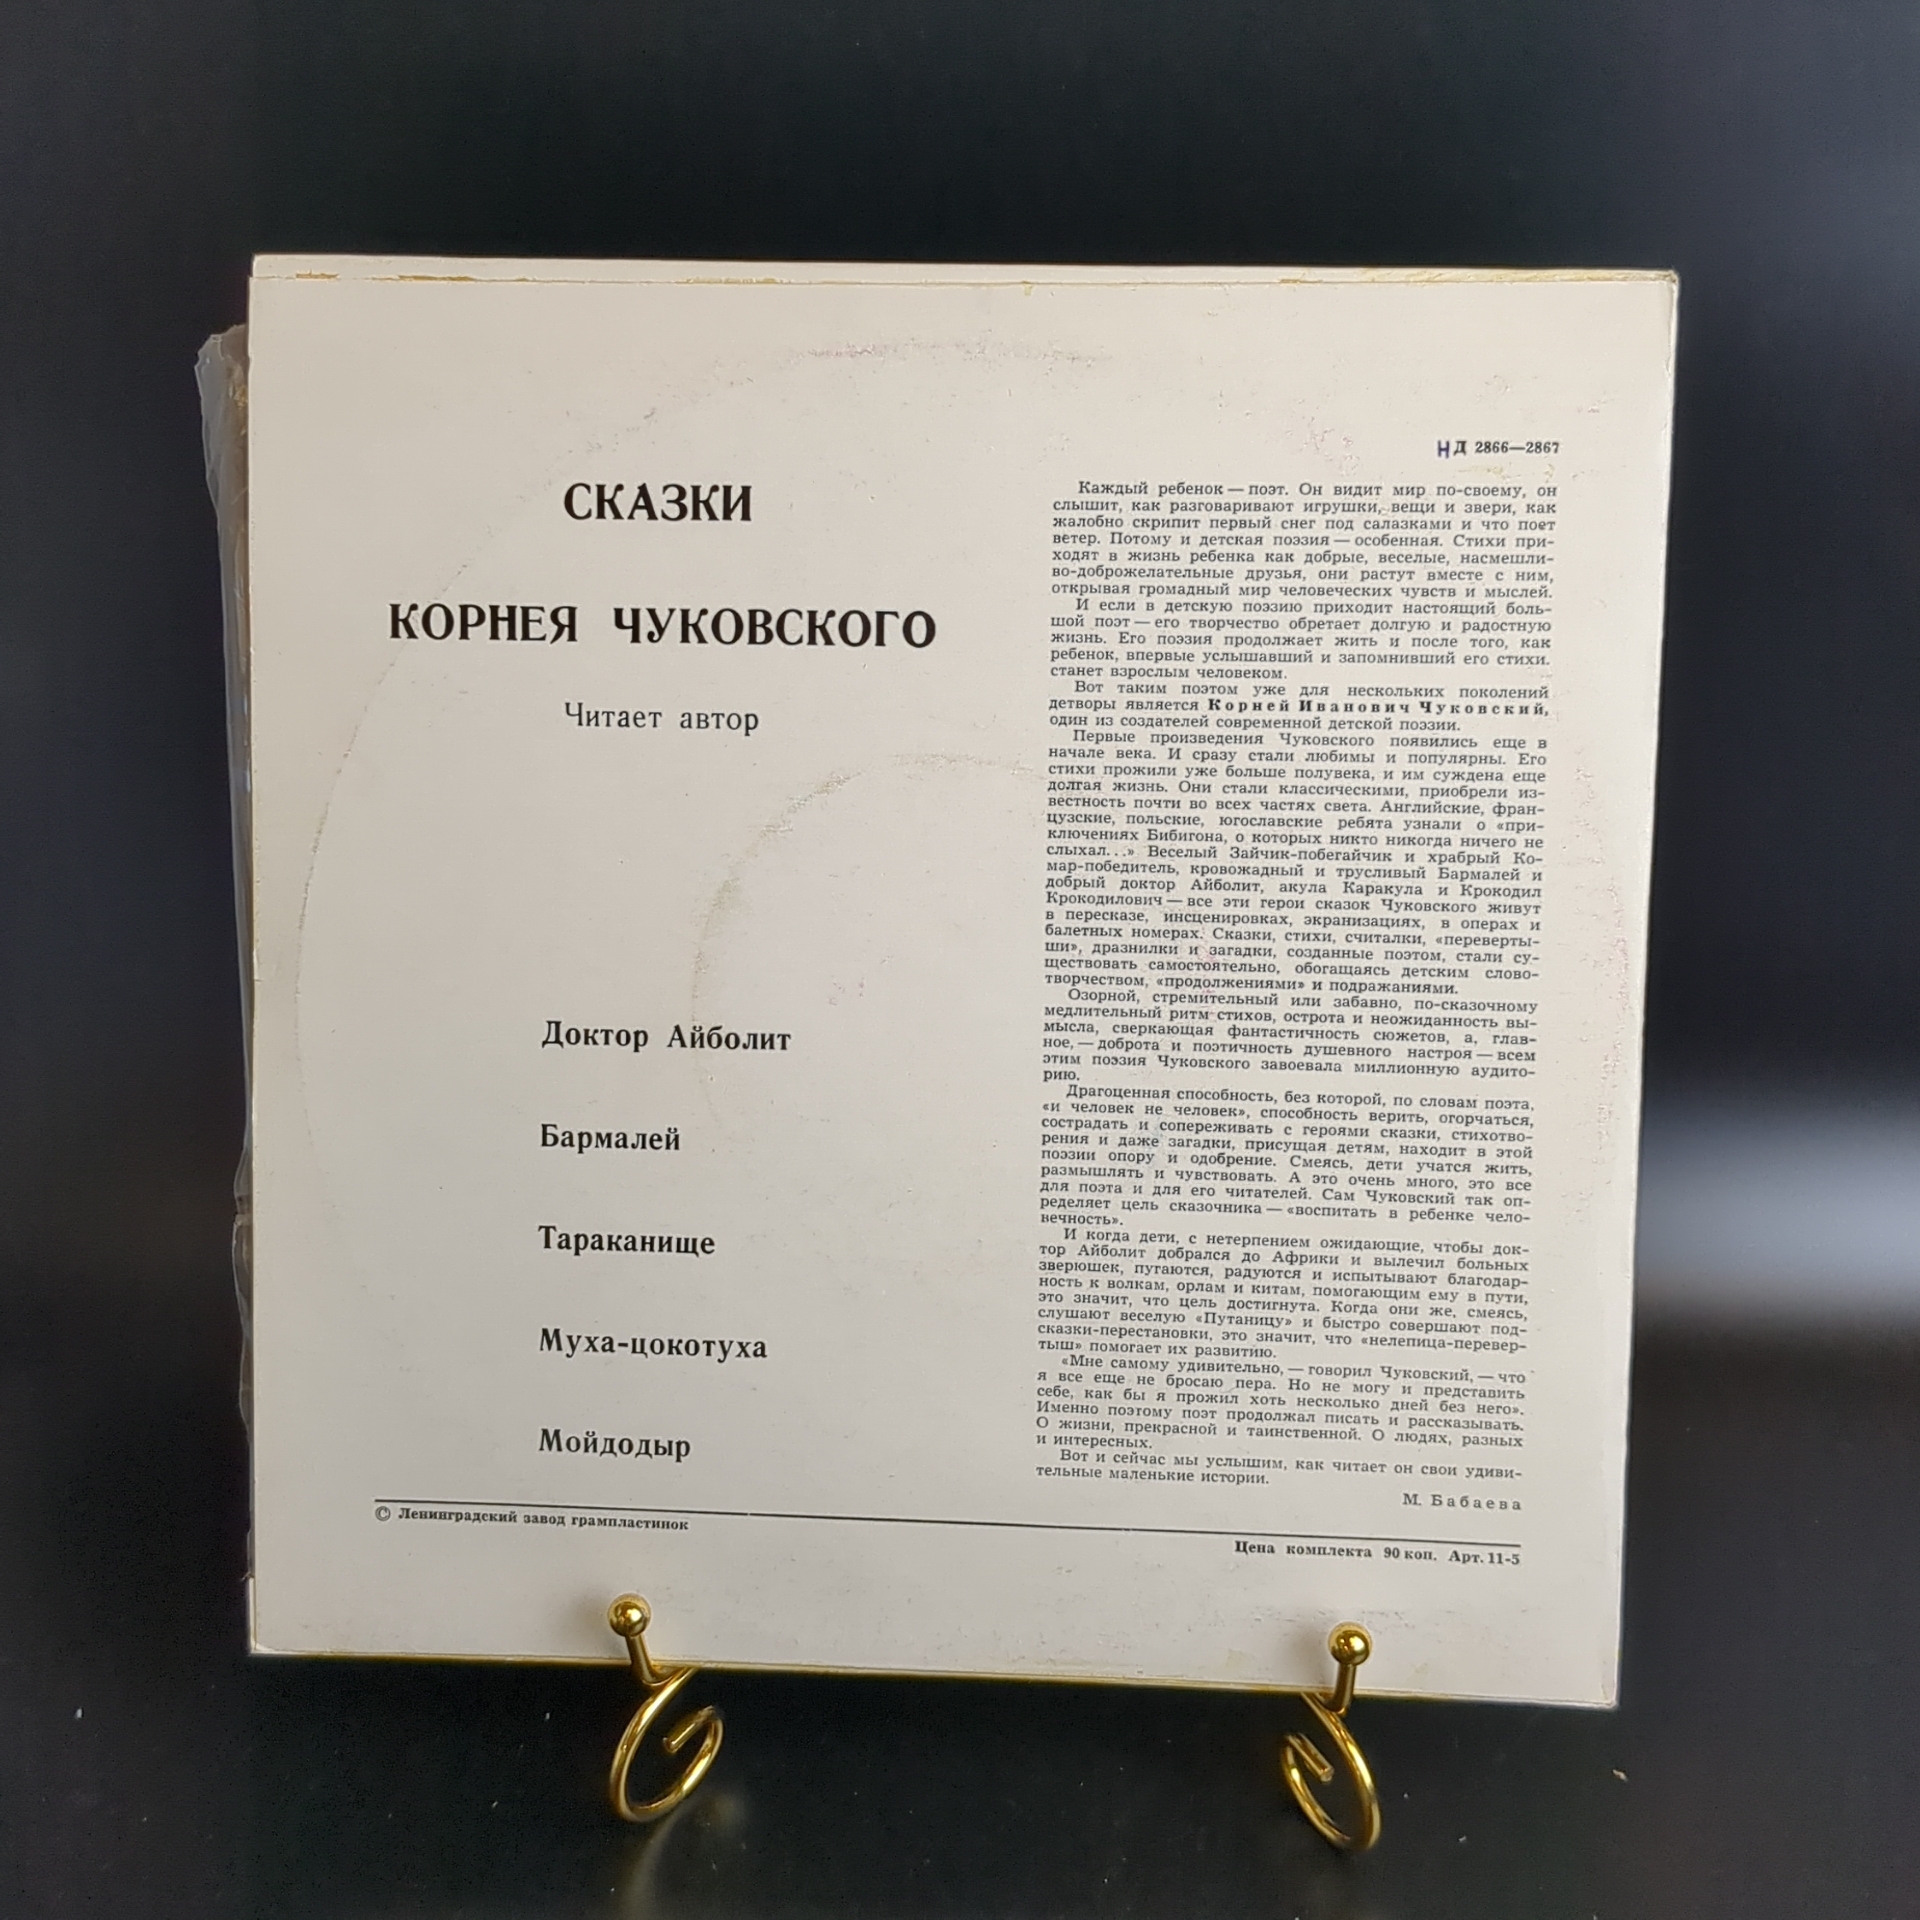 СКАЗКИ
КОРНЕЯ ЧУКОВСКОГО
Читает автор
Доктор Айболит
Бармалей
Тараканище
Муха-цокотуха
Мойдодыр
НД 2866—2867
Каждый ребенок — поэт. Он видит мир по-своему, он
слышит, как разговаривают игрушки, вещи и звери, как
жалобно скрипит первый снег под салазками и что поет
ветер. Потому и детская поэзия — особенная. Стихи при-
ходят в жизнь ребенка как добрые, веселые, насмешли-
во-доброжелательные друзья, они растут вместе с ним,
открывая громадный мир человеческих чувств и мыслей.
И если в детскую поэзию приходит настоящий боль-
шой поэт — его творчество обретает долгую и радостную
жизнь. Его поэзия продолжает жить и после того, как
ребенок, впервые услышавший и запомнивший его стихи.
станет взрослым человеком.
Вот таким поэтом уже для нескольких поколений
детворы является Корней Иванович Чуковский,
один из создателей современной детской поэзии.
Первые произведения Чуковского появились еще в
начале века. И сразу стали любимы и популярны. Его
стихи прожили уже больше полувека, и им суждена еще
долгая жизнь. Они стали классическими, приобрели из-
вестность почти во всех частях света. Английские, фран-
цузские, польские, югославские ребята узнали о «при-
ключениях Бибигона, о которых никто никогда ничего не
слыхал...» Веселый Зайчик-побегайчик и храбрый Ко-
мар-победитель, кровожадный и трусливый Бармалей и
добрый доктор Айболит, акула Каракула и Крокодил
Крокодилович — все эти герои сказок Чуковского живут
в пересказе, инсценировках, экранизациях, в операх и
балетных номерах. Сказки, стихи, считалки, «переверты-
ши», дразнилки и загадки, созданные поэтом, стали су-
ществовать самостоятельно, обогащаясь детским слово-
творчеством, «продолжениями» и подражаниями.
Озорной, стремительный или забавно, по-сказочному
медлительный ритм стихов, острота и неожиданность вы-
мысла, сверкающая фантастичность сюжетов, а, глав-
ное, — доброта и поэтичность душевного настроя — всем
этим поэзия Чуковского завоевала миллионную аудито-
рию.
Драгоценная способность, без которой, по словам поэта,
«и человек не человек», способность верить, огорчаться,
сострадать и сопереживать с героями сказки, стихотво-
рения и даже загадки, присущая детям, находит в этой
поэзии опору и одобрение. Смеясь, дети учатся жить,
размышлять и чувствовать. А это очень много, это все
для поэта и для его читателей. Сам Чуковский так оп-
ределяет цель сказочника — «воспитать в ребенке чело-
вечность».
И когда дети, с нетерпением ожидающие, чтобы док-
тор Айболит добрался до Африки и вылечил больных
зверюшек, пугаются, радуются и испытывают благодар-
ность к волкам, орлам и китам, помогающим ему в пути,
это значит, что цель достигнута. Когда они же, смеясь,
слушают веселую «Путаницу» и быстро совершают под-
сказки-перестановки, это значит, что «нелепица-перевер-
тыш» помогает их развитию.
«Мне самому удивительно, — говорил Чуковский, — что
я все еще не бросаю пера. Но не могу и представить
себе, как бы я прожил хоть несколько дней без него».
Именно поэтому поэт продолжал писать и рассказывать.
О жизни, прекрасной и таинственной. О людях, разных
и интересных.
Вот и сейчас мы услышим, как читает он свои удиви-
тельные маленькие истории.
М. Бабаева
© Ленинградский завод грампластинок
Цена комплекта 90 коп. Арт. 11-5